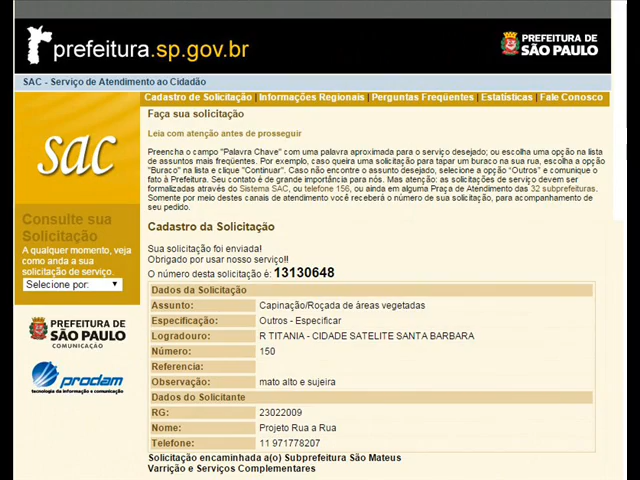 prefeitura.sp.gov.br
PREFEITURA DE
SÃO PAULO
SAC - Serviço de Atendimento ao Cidadão
Cadastro de Solicitação | Informações Regionais | Perguntas Freqüentes | Estatísticas | Fale Conosco
sac
Faça sua solicitação
Leia com atenção antes de prosseguir
Preencha o campo "Palavra Chave" com uma palavra aproximada para o serviço desejado; ou escolha uma opção na lista
de assuntos mais freqüentes. Por exemplo, caso queira uma solicitação para tapar um buraco na sua rua, escolha a opção
"Buraco" na lista e clique "Continuar". Caso não encontre o assunto desejado, selecione a opção "Outros" e comunique o
fato à Prefeitura. Seu contato é de grande importância para nós. Mas atenção: as solicitações de serviço devem ser
formalizadas através do Sistema SAC, ou telefone 156, ou ainda em alguma Praça de Atendimento das 32 subprefeituras.
Somente por meio destes canais de atendimento você receberá o número de sua solicitação, para acompanhamento de
seu pedido.
Consulte sua
Solicitação
A qualquer momento, veja
como anda a sua
solicitação de serviço.
Selecione por:
PREFEITURA DE
SÃO PAULO
COMUNICAÇÃO
prodam
tecnologia da informação e comunicação
Cadastro da Solicitação
Sua solicitação foi enviada!
Obrigado por usar nosso serviço!!
O número desta solicitação é: 13130648
Dados da Solicitação
Assunto: Capinação/Roçada de áreas vegetadas
Especificação: Outros - Especificar
Logradouro: R TITANIA - CIDADE SATELITE SANTA BARBARA
Número: 150
Referencia:
Observação: mato alto e sujeira
Dados do Solicitante
RG: 23022009
Nome: Projeto Rua a Rua
Telefone: 11 971778207
Solicitação encaminhada a(o) Subprefeitura São Mateus
Varrição e Serviços Complementares